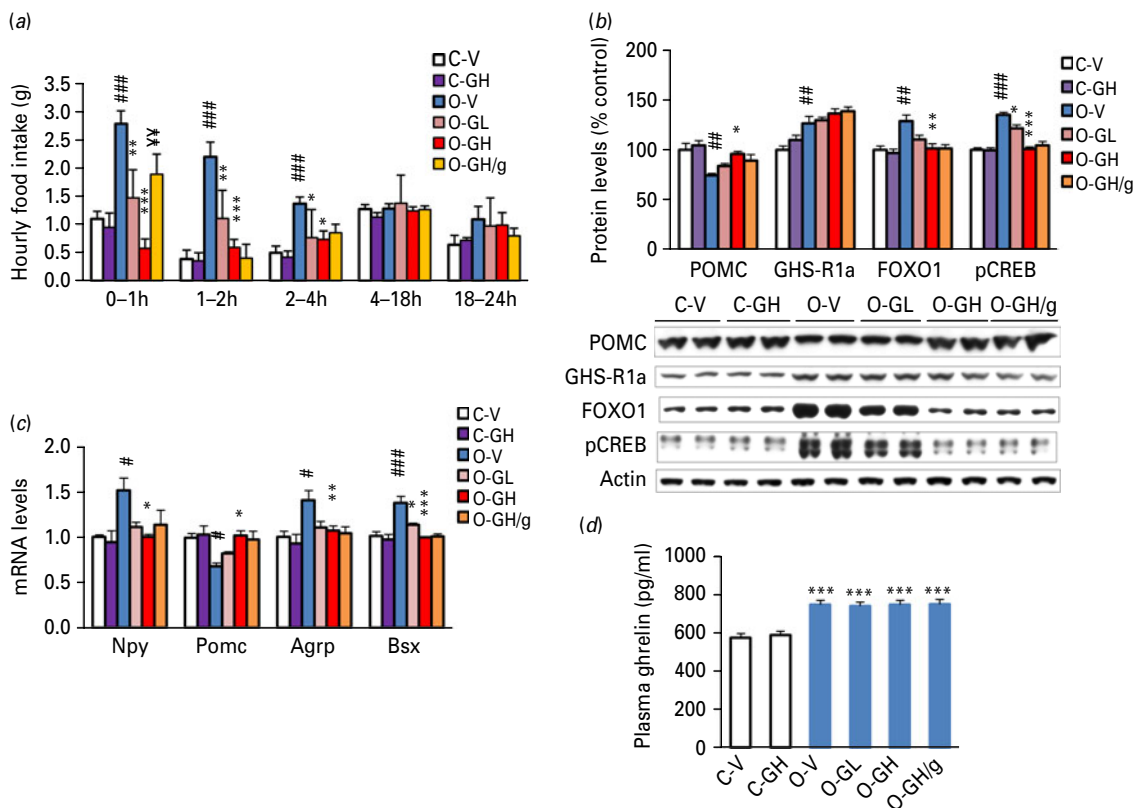 (a)
Hourly food intake (g)
3.5
3.0
2.5
2.0
1.5
1.0
0.5
0.0
###
**
***
###
**
***
###
*
*
C-V
C-GH
O-V
O-GL
O-GH
O-GH/g
0–1h 1–2h 2–4h 4–18h 18–24h
(b)
Protein levels (% control)
200
150
100
50
0
##
*
##
##
**
###
*
***
C-V
C-GH
O-V
O-GL
O-GH
O-GH/g
POMC GHS-R1a FOXO1 pCREB
C-V C-GH O-V O-GL O-GH O-GH/g
POMC
GHS-R1a
FOXO1
pCREB
Actin
(c)
mRNA levels
2.0
1.5
1.0
0.5
0.0
#
*
#
*
#
**
###
*
***
C-V
C-GH
O-V
O-GL
O-GH
O-GH/g
Npy Pomc Agrp Bsx
(d)
Plasma ghrelin (pg/ml)
1000
800
600
400
200
0
*** *** *** ***
C-V C-GH O-V O-GL O-GH O-GH/g